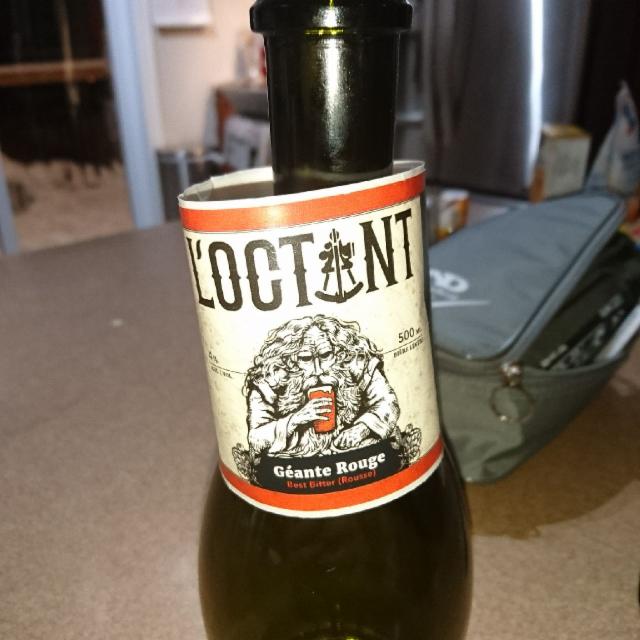 L'OCTANT
500 ml
Géante Rouge
Best Bitter (Rousse)